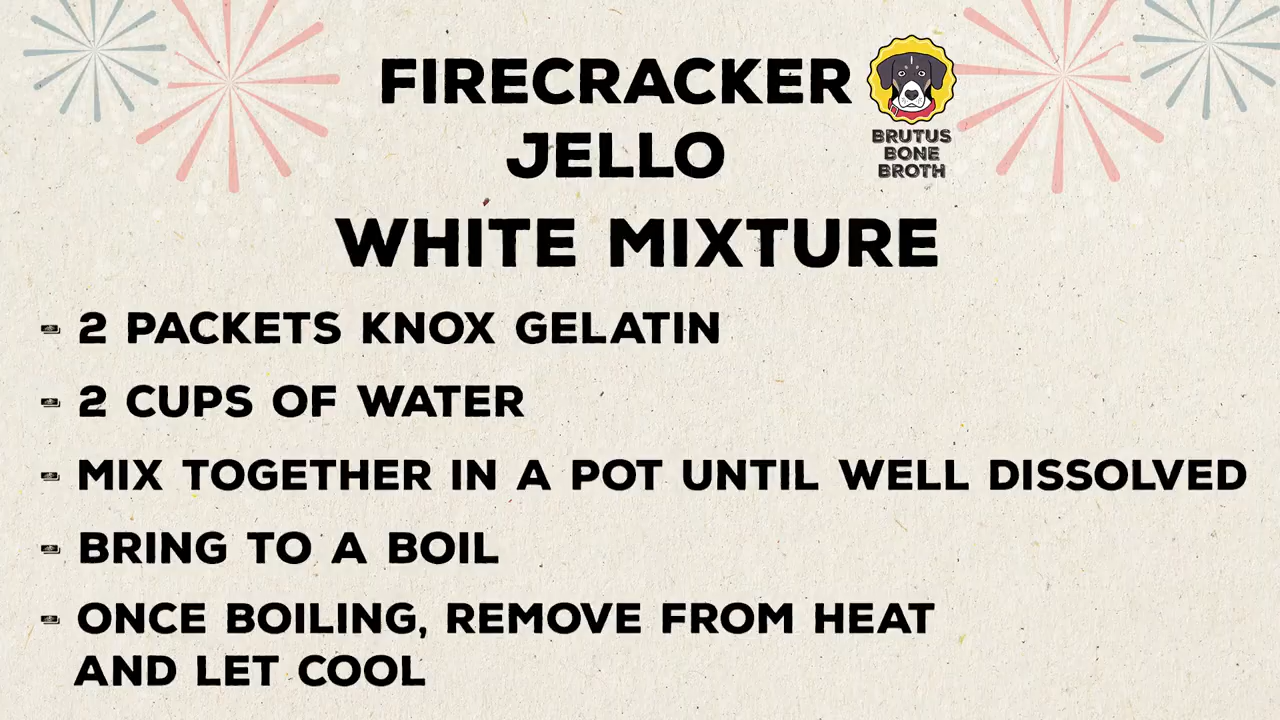 FIRECRACKER
JELLO
BRUTUS
BONE
BROTH
WHITE MIXTURE
- 2 PACKETS KNOX GELATIN
- 2 CUPS OF WATER
- MIX TOGETHER IN A POT UNTIL WELL DISSOLVED
- BRING TO A BOIL
- ONCE BOILING, REMOVE FROM HEAT
AND LET COOL